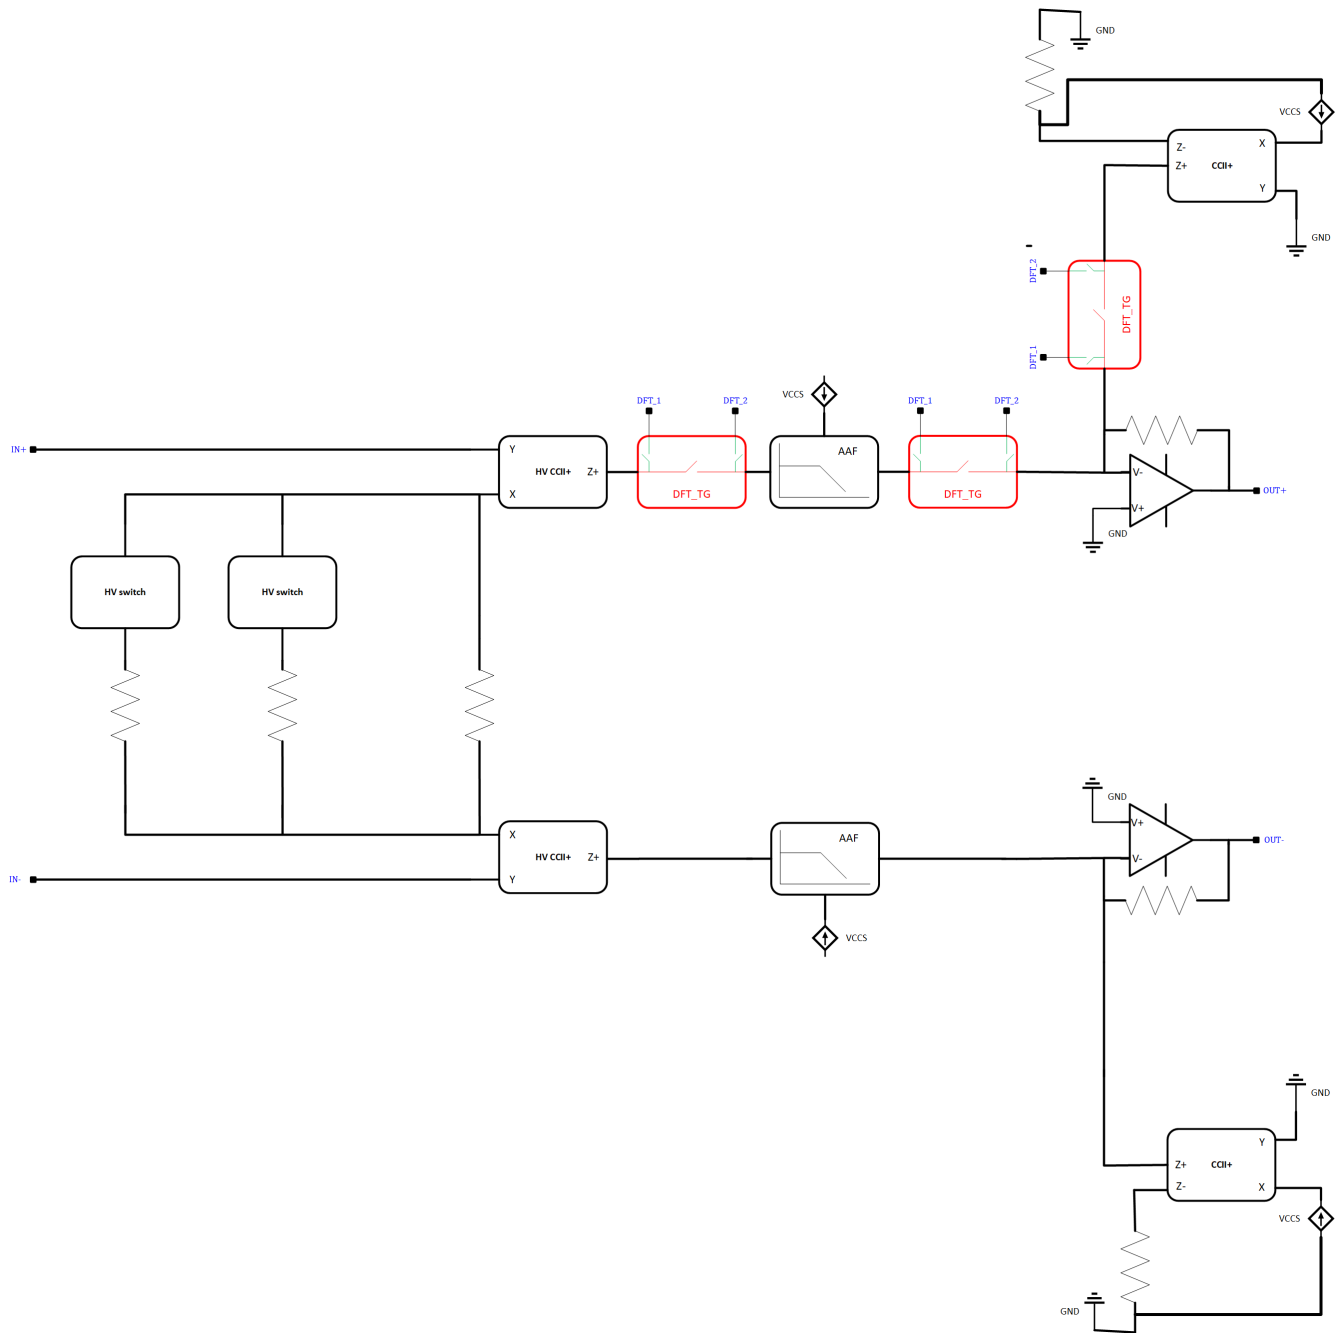 GND
VCCS
Z-
X
Z+
CCII+
Y
GND
DFT_2
DFT_TG
DFT_1
VCCS
DFT_1
DFT_2
DFT_1
DFT_2
IN+
Y
AAF
HV CCII+
Z+
V-
X
DFT_TG
DFT_TG
OUT+
V+
GND
HV switch
HV switch
GND
V+
X
AAF
OUT-
HV CCII+
Z+
V-
IN-
Y
VCCS
GND
Y
Z+
CCII+
Z-
X
VCCS
GND